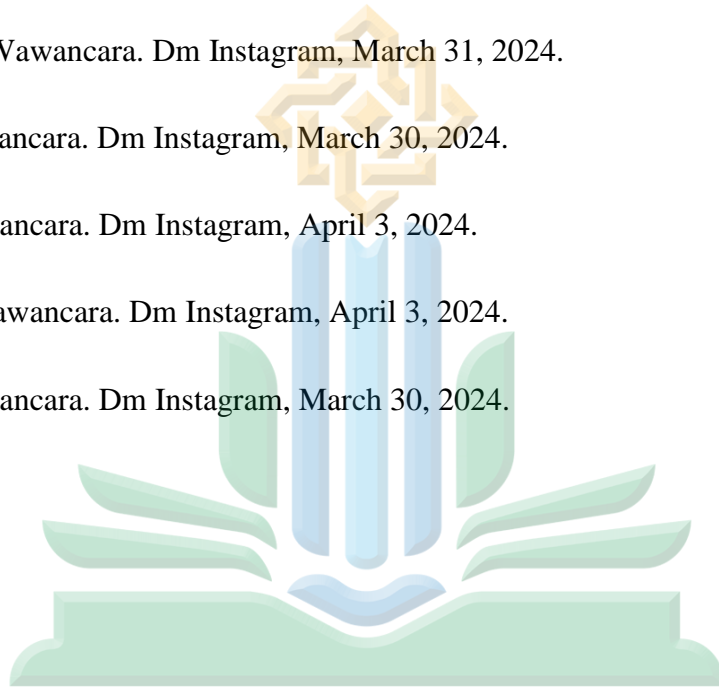 Wawancara. Dm Instagram, March 31, 2024.
ancara. Dm Instagram, March 30, 2024.
ancara. Dm Instagram, April 3, 2024.
awancara. Dm Instagram, April 3, 2024.
ancara. Dm Instagram, March 30, 2024.